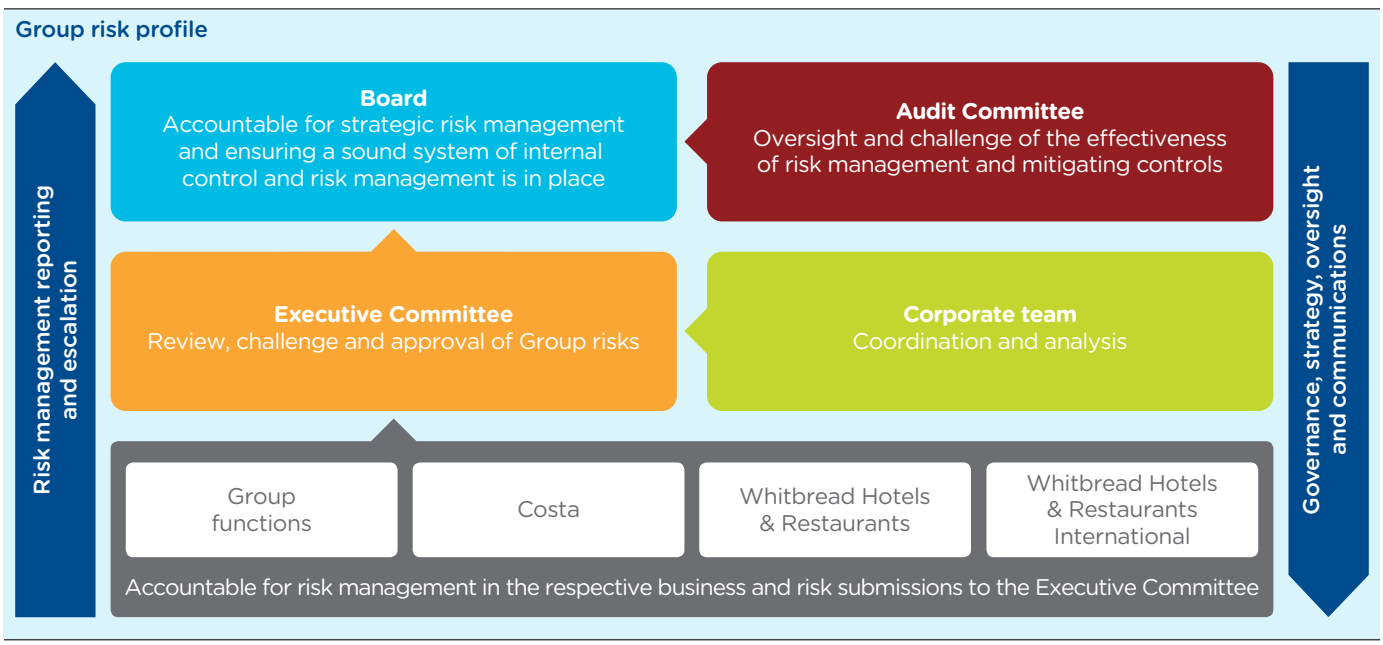 Group risk profile
Risk management reporting
and escalation
Board
Accountable for strategic risk management
and ensuring a sound system of internal
control and risk management is in place
Audit Committee
Oversight and challenge of the effectiveness
of risk management and mitigating controls
Executive Committee
Review, challenge and approval of Group risks
Corporate team
Coordination and analysis
Group
functions
Costa
Whitbread Hotels
& Restaurants
Whitbread Hotels
& Restaurants
International
Accountable for risk management in the respective business and risk submissions to the Executive Committee
Governance, strategy, oversight
and communications